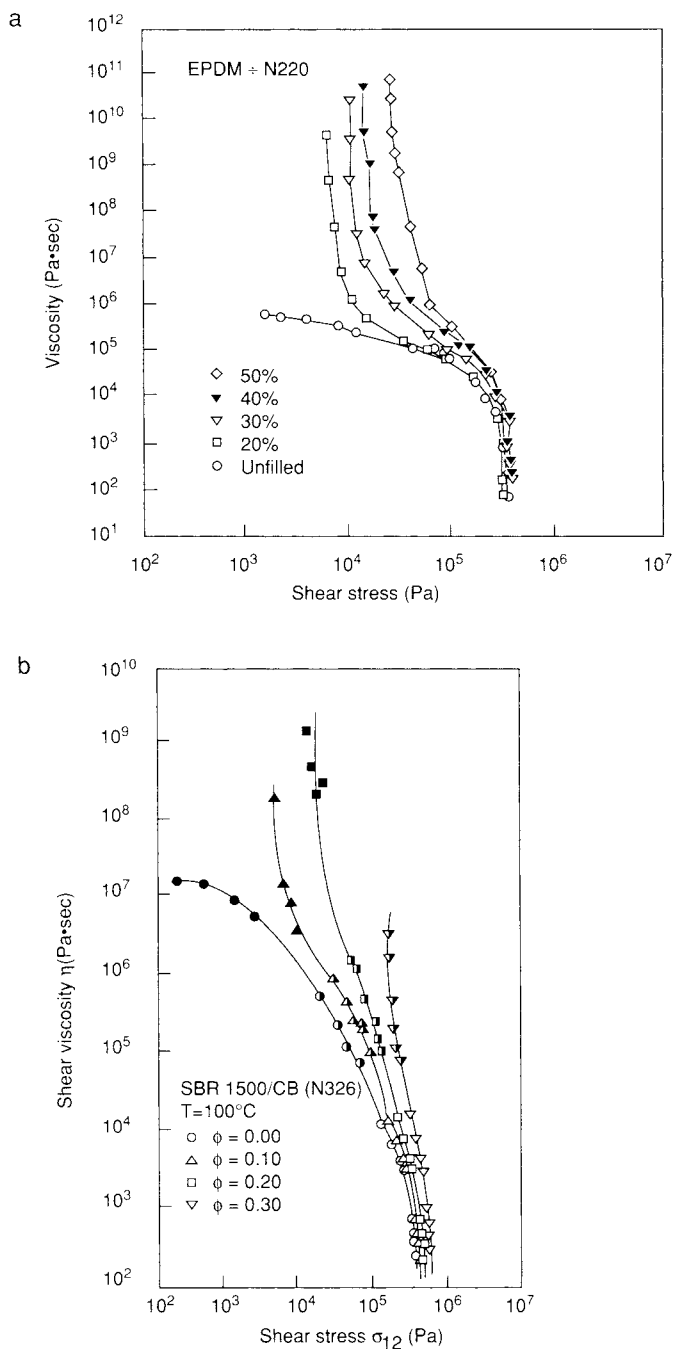 a
10¹²
10¹¹
10¹⁰
10⁹
10⁸
10⁷
10⁶
10⁵
10⁴
10³
10²
10¹
Viscosity (Pa•sec)
EPDM ÷ N220
◇ 50%
▼ 40%
▽ 30%
□ 20%
○ Unfilled
10² 10³ 10⁴ 10⁵ 10⁶ 10⁷
Shear stress (Pa)
b
10¹⁰
10⁹
10⁸
10⁷
10⁶
10⁵
10⁴
10³
10²
Shear viscosity η(Pa•sec)
SBR 1500/CB (N326)
T=100°C
○ ϕ = 0.00
△ ϕ = 0.10
□ ϕ = 0.20
▽ ϕ = 0.30
10² 10³ 10⁴ 10⁵ 10⁶ 10⁷
Shear stress σ₁₂ (Pa)